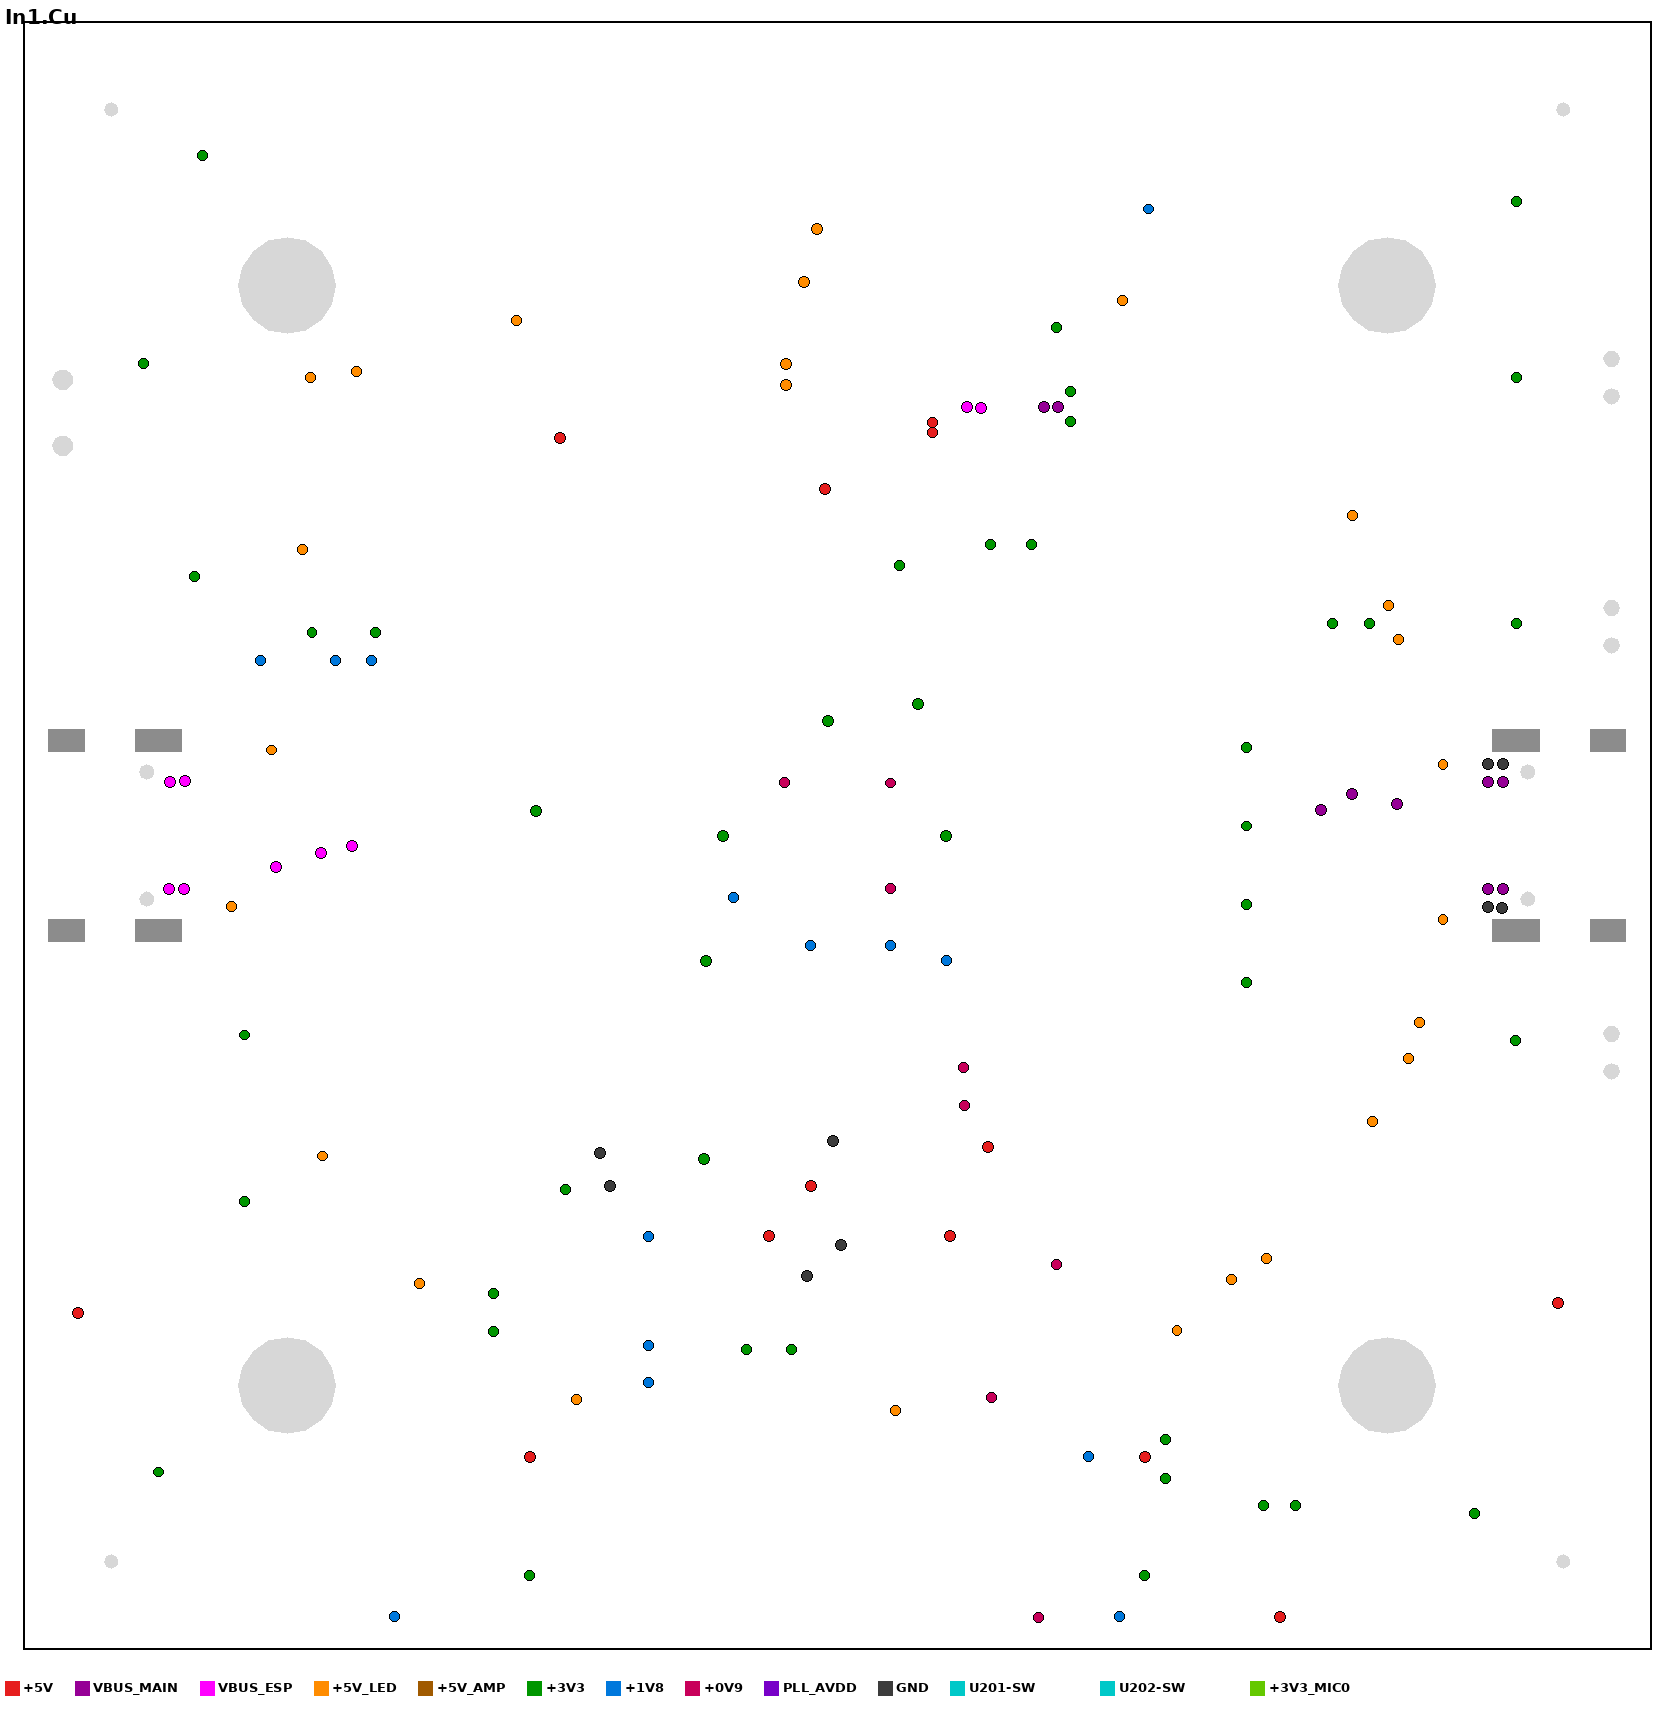 In1.Cu
+5V VBUS_MAIN VBUS_ESP +5V_LED +5V_AMP +3V3 +1V8 +0V9 PLL_AVDD GND U201-SW U202-SW +3V3_MIC0